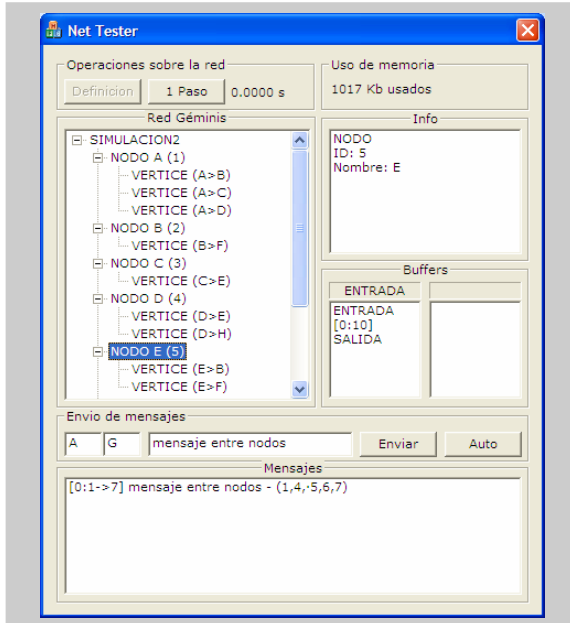 Net Tester
Operaciones sobre la red
Definicion
1 Paso
0.0000 s
Uso de memoria
1017 Kb usados
Red Géminis
SIMULACION2
NODO A (1)
VERTICE (A>B)
VERTICE (A>C)
VERTICE (A>D)
NODO B (2)
VERTICE (B>F)
NODO C (3)
VERTICE (C>E)
NODO D (4)
VERTICE (D>E)
VERTICE (D>H)
NODO E (5)
VERTICE (E>B)
VERTICE (E>F)
Info
NODO
ID: 5
Nombre: E
Buffers
ENTRADA
ENTRADA
[0:10]
SALIDA
Envio de mensajes
A
G
mensaje entre nodos
Enviar
Auto
Mensajes
[0:1->7] mensaje entre nodos - (1,4,·5,6,7)